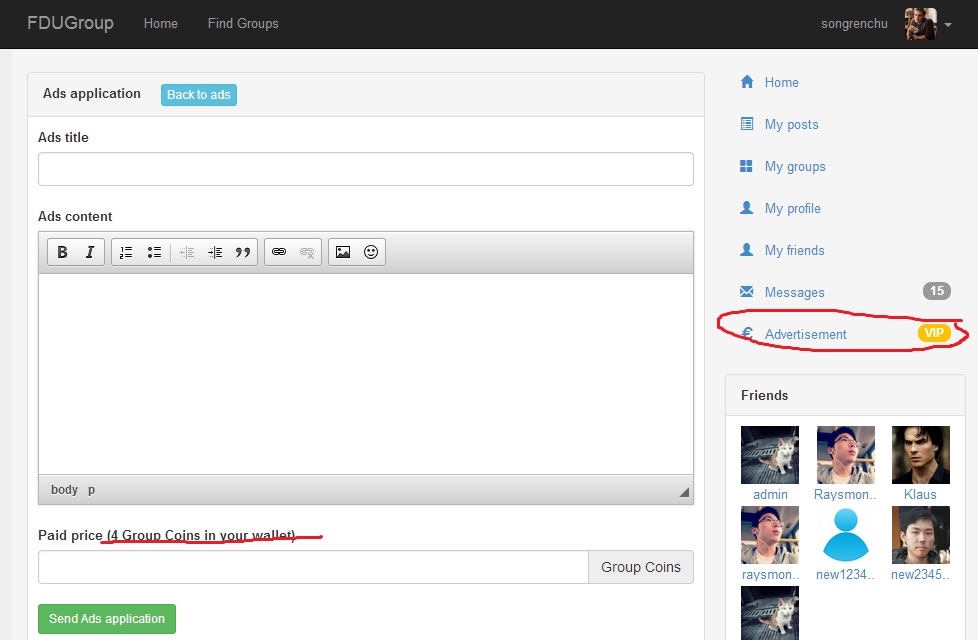 FDUGroup Home Find Groups songrenchu
Ads application Back to ads
Ads title
Ads content
B I
body p
Paid price (4 Group Coins in your wallet)
Group Coins
Send Ads application
Home
My posts
My groups
My profile
My friends
Messages 15
€ Advertisement VIP
Friends
admin Raysmon.. Klaus
raysmon.. new1234.. new2345..